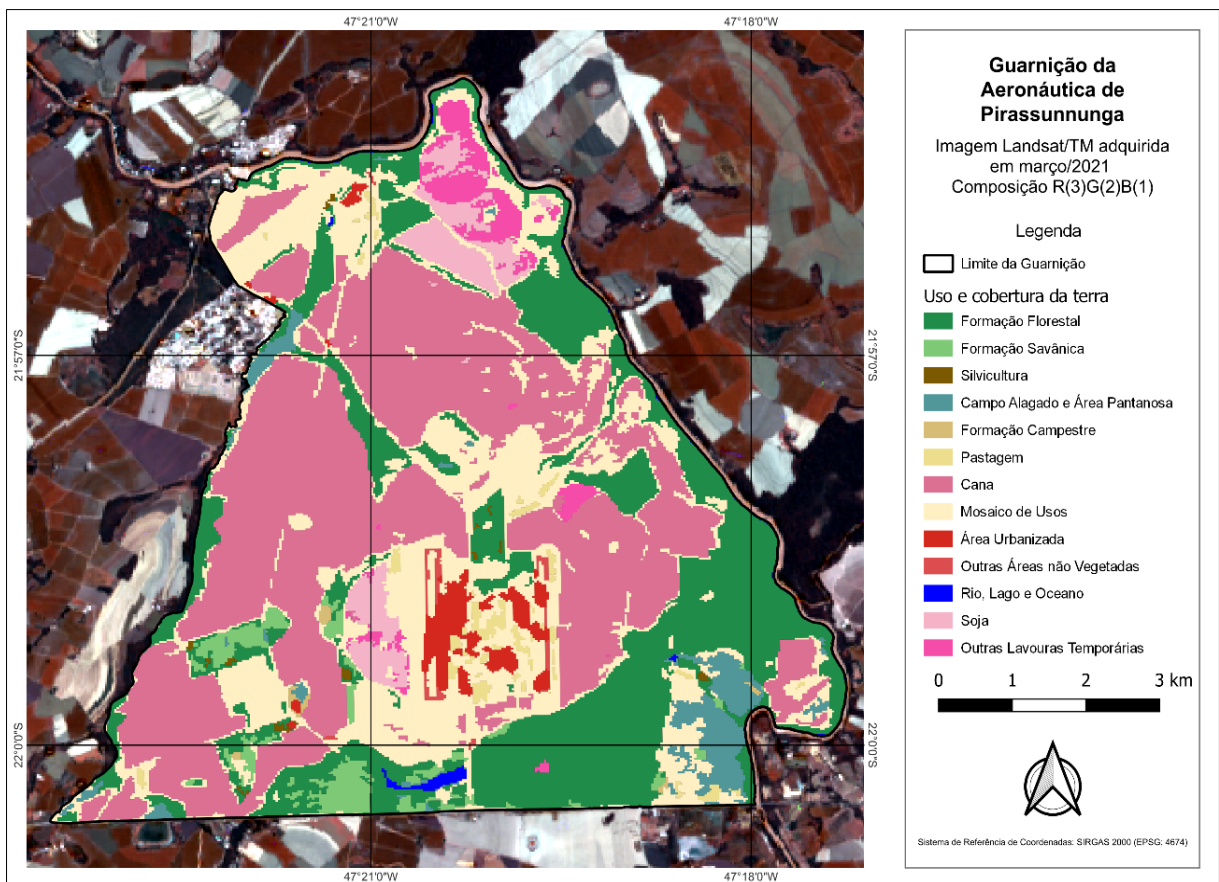 47°21'0"W
47°18'0"W
21°57'0"S
21°57'0"S
22°0'0"S
22°0'0"S
47°21'0"W
47°18'0"W
Guarnição da
Aeronáutica de
Pirassunnunga
Imagem Landsat/TM adquirida
em março/2021
Composição R(3)G(2)B(1)
Legenda
Limite da Guarnição
Uso e cobertura da terra
Formação Florestal
Formação Savânica
Silvicultura
Campo Alagado e Área Pantanosa
Formação Campestre
Pastagem
Cana
Mosaico de Usos
Área Urbanizada
Outras Áreas não Vegetadas
Rio, Lago e Oceano
Soja
Outras Lavouras Temporárias
0 1 2 3 km
Sistema de Referência de Coordenadas: SIRGAS 2000 (EPSG: 4674)